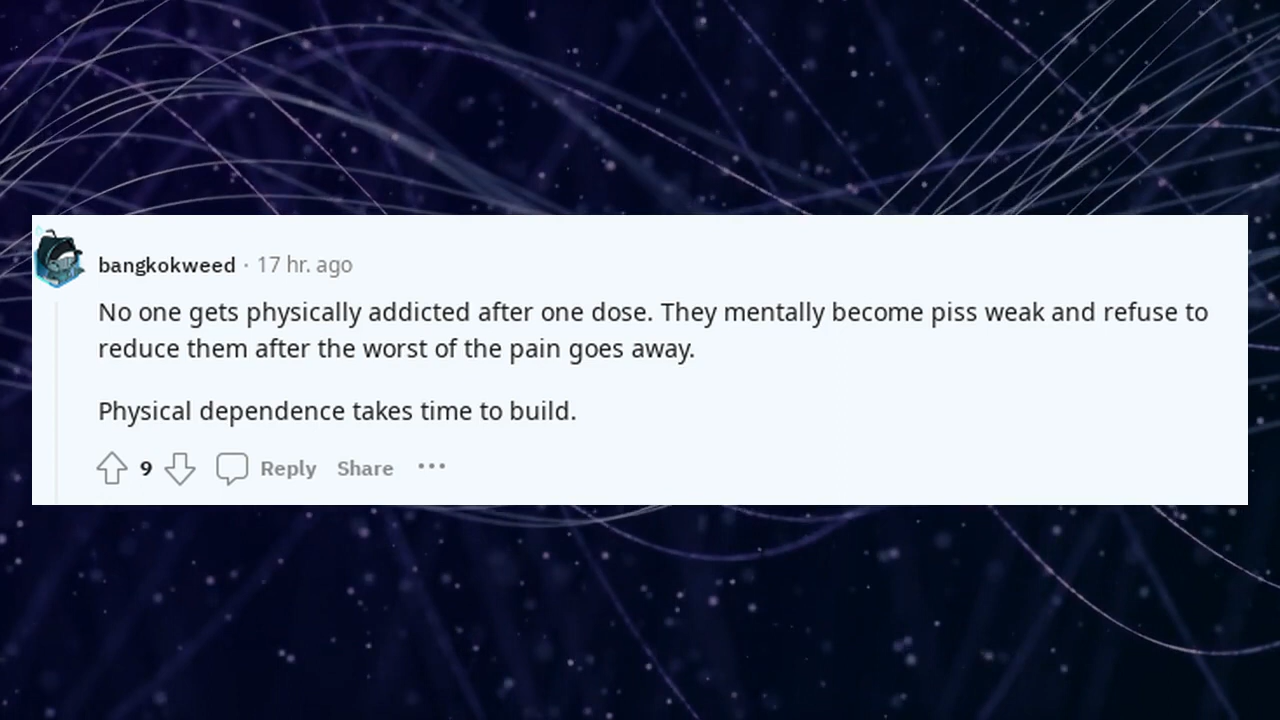 bangkokweed · 17 hr. ago
No one gets physically addicted after one dose. They mentally become piss weak and refuse to
reduce them after the worst of the pain goes away.
Physical dependence takes time to build.
9 Reply Share